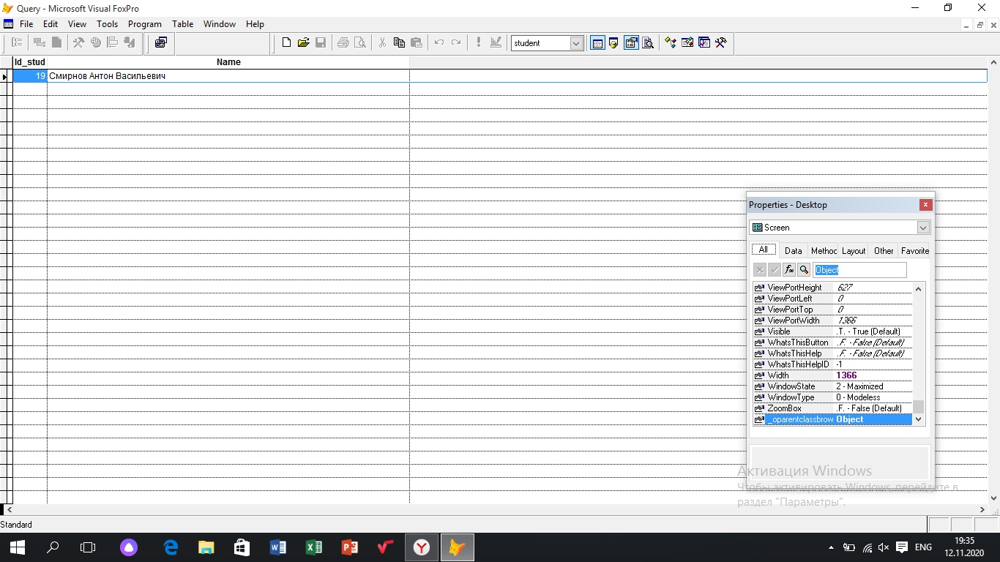 Query - Microsoft Visual FoxPro
File Edit View Tools Program Table Window Help
student
Id_stud Name
19 Смирнов Антон Васильевич
Properties - Desktop
Screen
All Data Methoc Layout Other Favorite
Object
ViewPortHeight 627
ViewPortLeft 0
ViewPortTop 0
ViewPortWidth 1366
Visible .T. - True (Default)
WhatsThisButton .F. - False (Default)
WhatsThisHelp .F. - False (Default)
WhatsThisHelpID -1
Width 1366
WindowState 2 - Maximized
WindowType 0 - Modeless
ZoomBox .F. - False (Default)
_oparentclassbrow Object
Активация Windows
Чтобы активировать Windows, перейдите в
раздел "Параметры".
Standard
ENG
19:35
12.11.2020